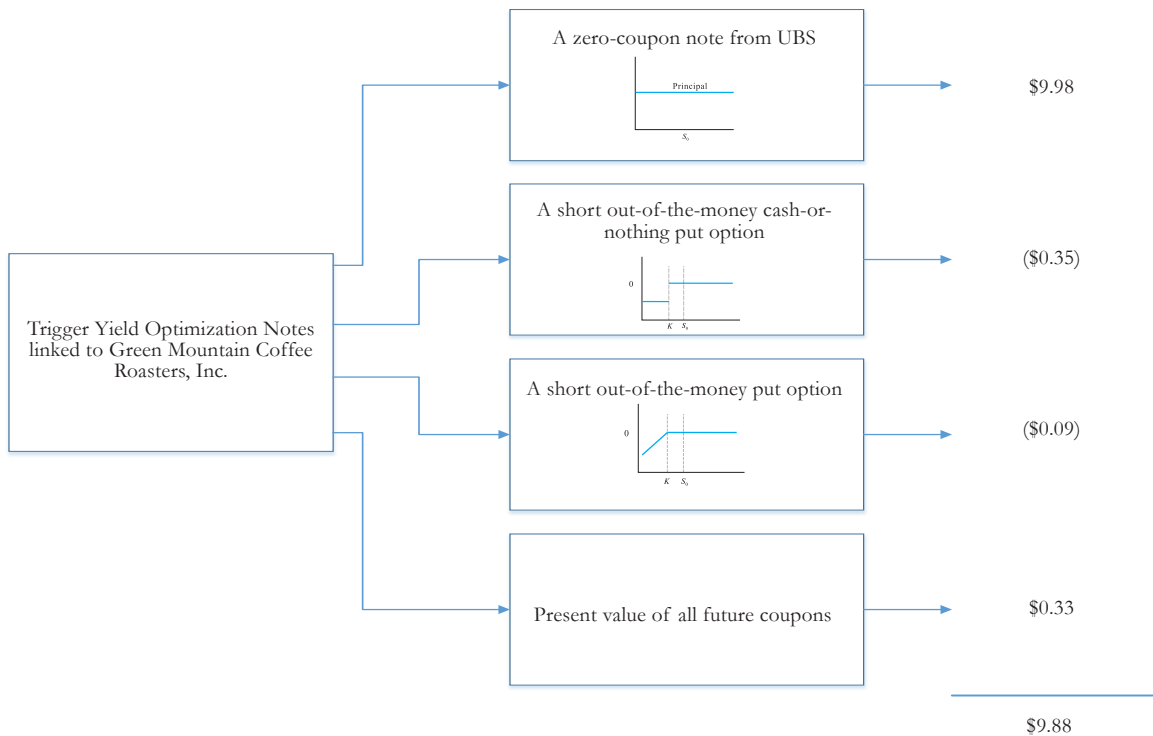 A zero-coupon note from UBS
Principal
S₀
$9.98
A short out-of-the-money cash-or-
nothing put option
0
K S₀
($0.35)
Trigger Yield Optimization Notes
linked to Green Mountain Coffee
Roasters, Inc.
A short out-of-the-money put option
0
K S₀
($0.09)
Present value of all future coupons
$0.33
$9.88